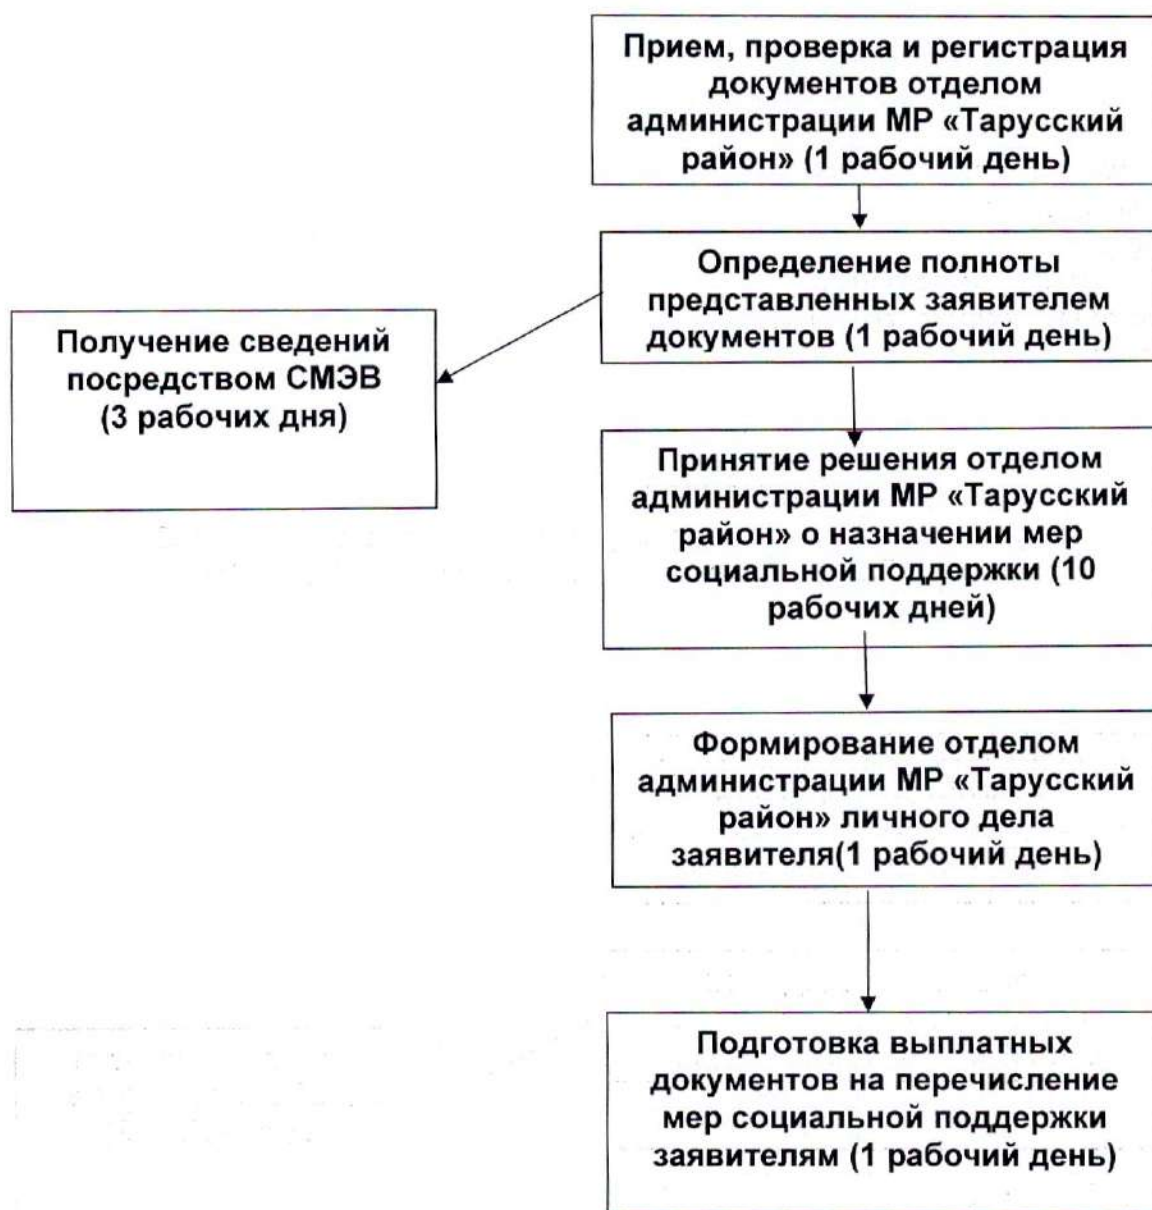 Прием, проверка и регистрация
документов отделом
администрации МР «Тарусский
район» (1 рабочий день)
Определение полноты
представленных заявителем
документов (1 рабочий день)
Получение сведений
посредством СМЭВ
(3 рабочих дня)
Принятие решения отделом
администрации МР «Тарусский
район» о назначении мер
социальной поддержки (10
рабочих дней)
Формирование отделом
администрации МР «Тарусский
район» личного дела
заявителя(1 рабочий день)
Подготовка выплатных
документов на перечисление
мер социальной поддержки
заявителям (1 рабочий день)